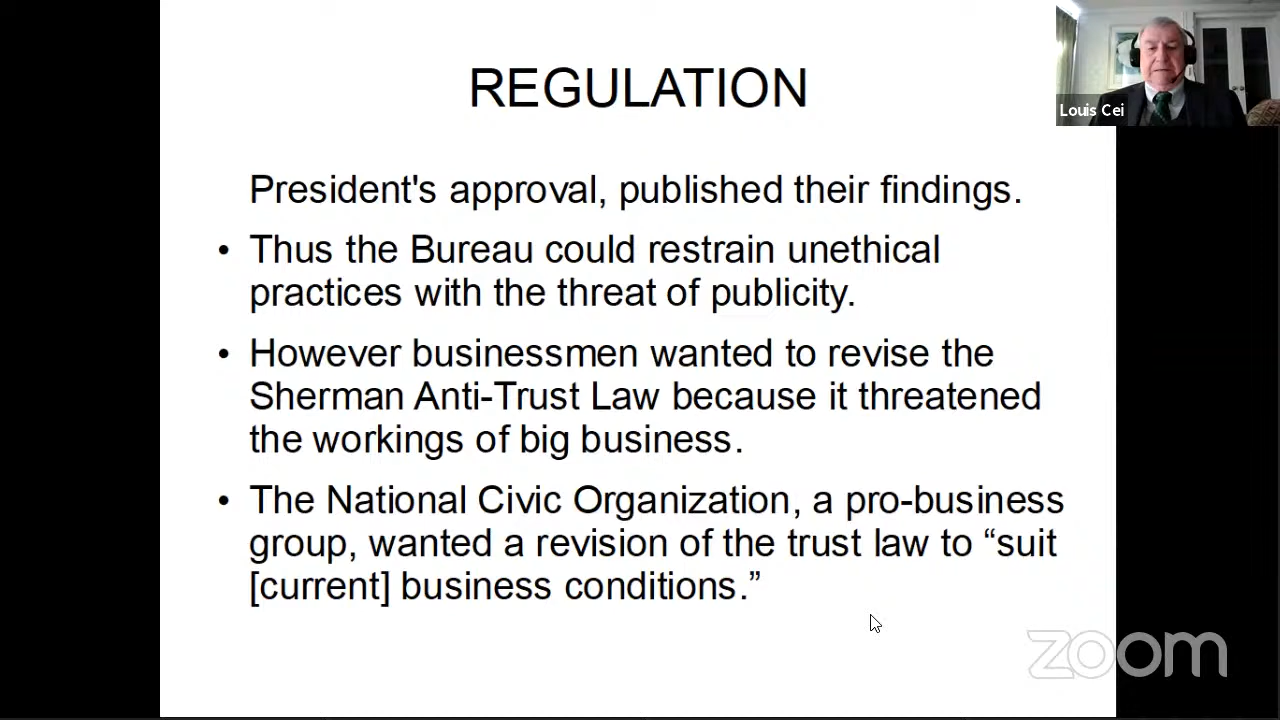 REGULATION
Louis Cei
President's approval, published their findings.
• Thus the Bureau could restrain unethical
practices with the threat of publicity.
• However businessmen wanted to revise the
Sherman Anti-Trust Law because it threatened
the workings of big business.
• The National Civic Organization, a pro-business
group, wanted a revision of the trust law to “suit
[current] business conditions.”
zoom